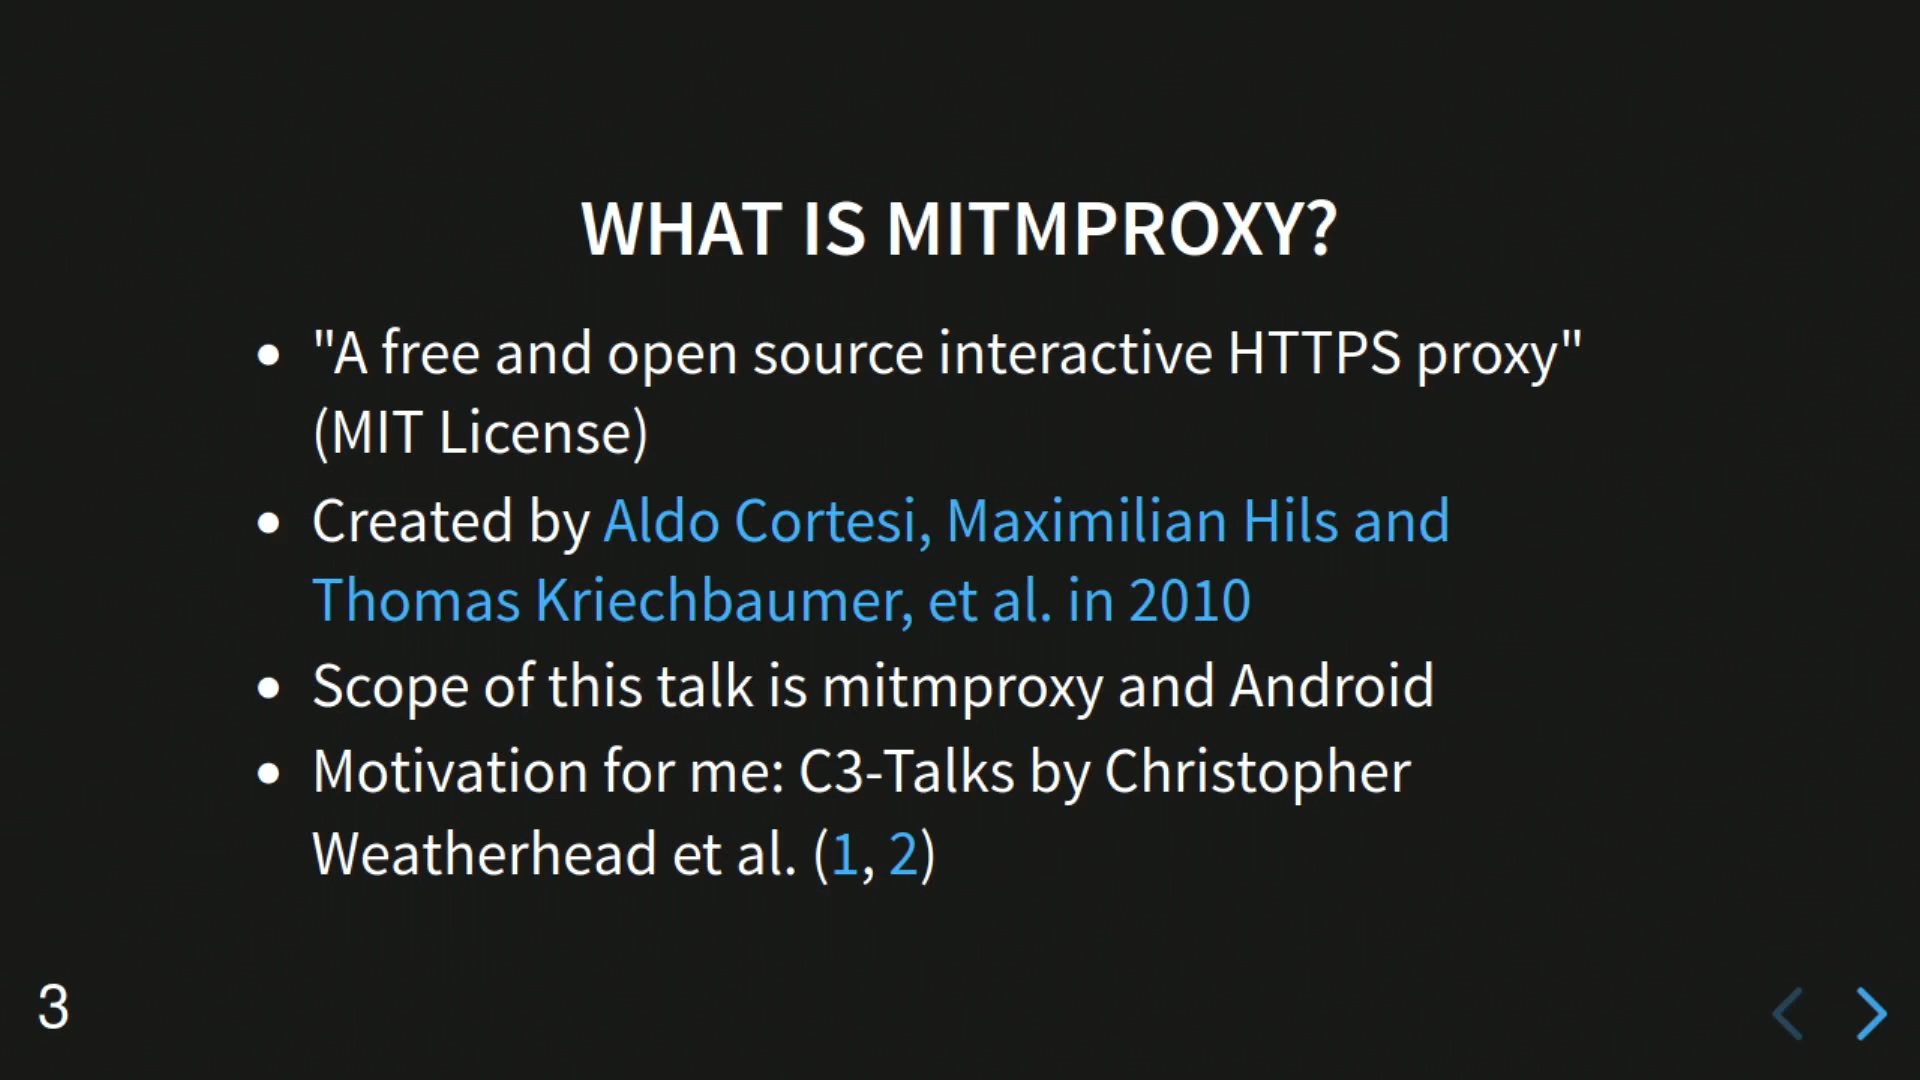 WHAT IS MITMPROXY?
• "A free and open source interactive HTTPS proxy"
(MIT License)
• Created by Aldo Cortesi, Maximilian Hils and
Thomas Kriechbaumer, et al. in 2010
• Scope of this talk is mitmproxy and Android
• Motivation for me: C3-Talks by Christopher
Weatherhead et al. (1, 2)
3